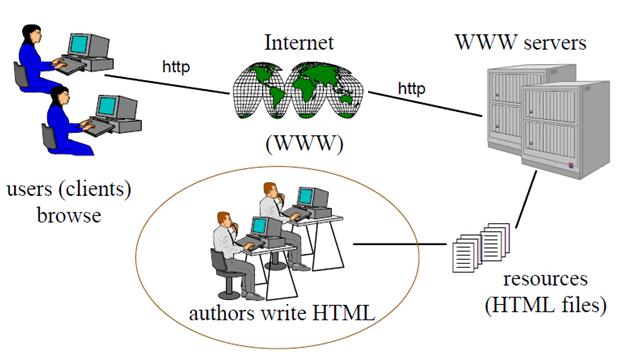 Internet
WWW servers
http
http
(WWW)
users (clients)
browse
resources
(HTML files)
authors write HTML